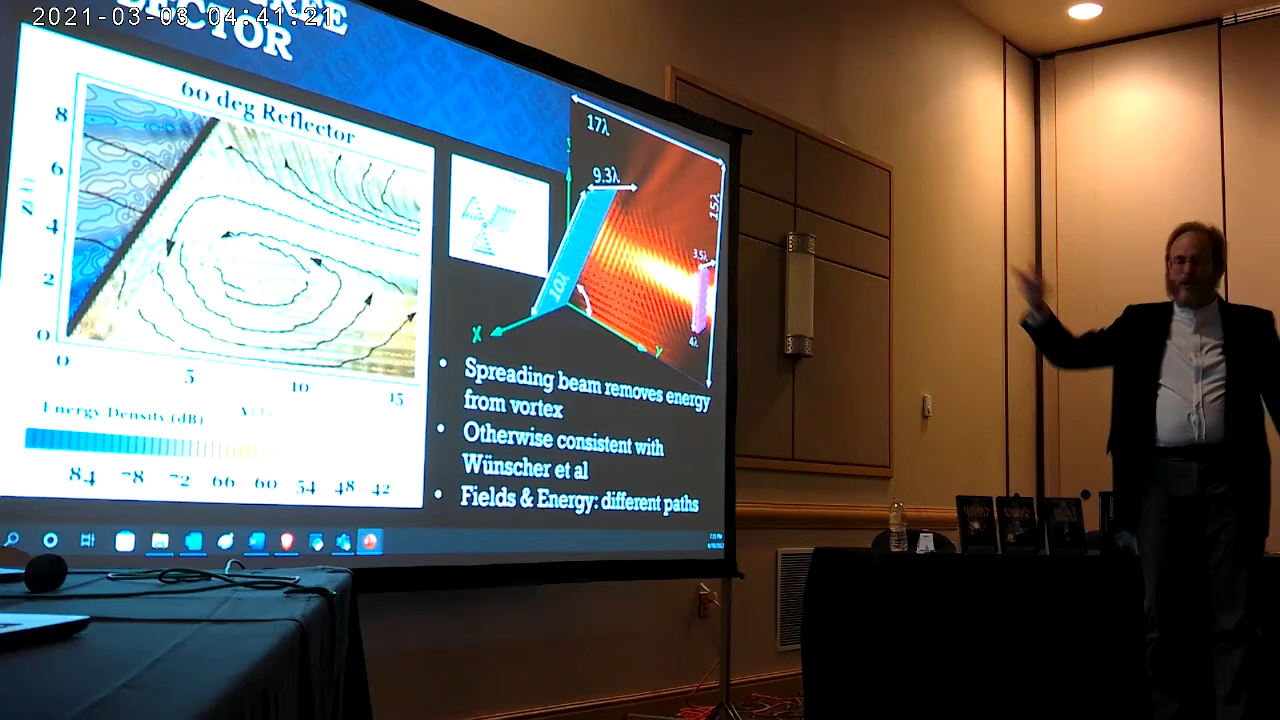 2021-03-03 04:41:21
60 deg Reflector
8
6
4
2
0
0
5
10
15
Energy Density (dB)
84 78 72 66 60 54 48 42
17λ
9.3λ
15λ
3.5λ
10λ
4λ
X
Y
• Spreading beam removes energy
from vortex
• Otherwise consistent with
Wünscher et al
• Fields & Energy: different paths